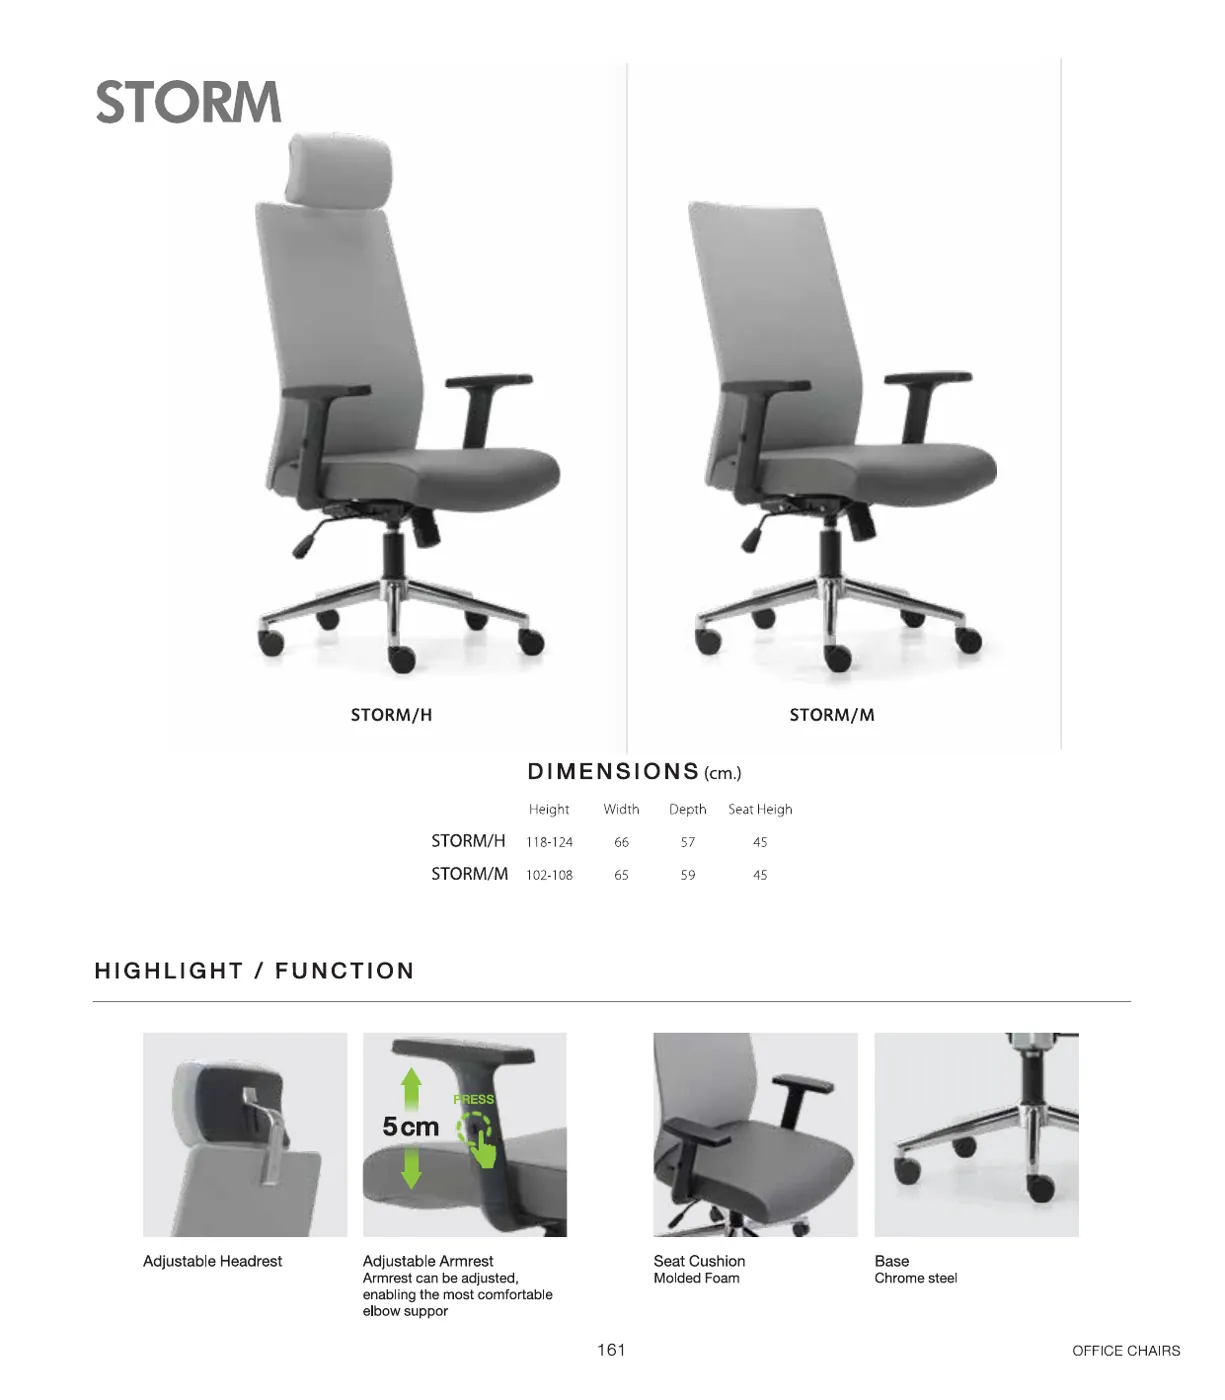 STORM
STORM/H
STORM/M
DIMENSIONS (cm.)
Height Width Depth Seat Heigh
STORM/H 118-124 66 57 45
STORM/M 102-108 65 59 45
HIGHLIGHT / FUNCTION
PRESS
5cm
Adjustable Headrest
Adjustable Armrest
Armrest can be adjusted,
enabling the most comfortable
elbow suppor
Seat Cushion
Molded Foam
Base
Chrome steel
161
OFFICE CHAIRS